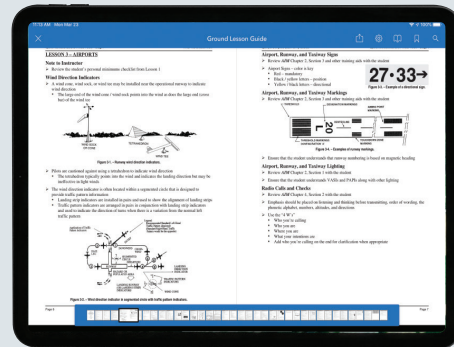 11:13 AM Mon Mar 23
100%
Ground Lesson Guide
LESSON 3 – AIRPORTS
Note to Instructor
Review the student's personal minimums checklist from Lesson 1
Wind Direction Indicators
A wind cone, wind sock, or wind tee may be installed near the operational runway to indicate
wind direction
The large end of the wind cone / wind sock points into the wind as does the large end (cross
bar) of the wind tee
TETRAHEDRON
WIND TEE
Figure 3-1. – Runway wind direction indicators.
Pilots are cautioned against using a tetrahedron to indicate wind direction
The tetrahedron typically points into the wind and indicates the landing direction but may be
ineffective in light winds
The wind direction indicator is often located within a segmented circle that is designed to
provide traffic pattern information
Landing strip indicators are installed in pairs and used to show the alignment of landing strips
Traffic pattern indicators are arranged in pairs in conjunction with landing strip indicators
and used to indicate the direction of turns when there is a variation from the normal left
traffic pattern
Figure 3-2. – Wind direction indicator in segmented circle with traffic pattern indicators.
Page 6
Airport, Runway, and Taxiway Signs
Review AIM Chapter 2, Section 3 and other training aids with the student
Airport Signs – color is key
Red – mandatory
Black / yellow letters – position
Yellow / black letters – directional
27·33→
Figure 3-3. – Example of a directional sign.
Airport, Runway, and Taxiway Markings
Review AIM Chapter 2, Section 3 and other training aids with the student
THRESHOLD
20
L
Figure 3-4. – Examples of runway markings.
Ensure that the student understands that runway numbering is based on magnetic heading
Airport, Runway, and Taxiway Lighting
Review AIM Chapter 2, Section 1 with the student
Ensure that the student understands VASIs and PAPIs along with other lighting
Radio Calls and Checks
Review AIM Chapter 4, Section 2 with the student
Emphasis should be placed on listening and thinking before transmitting, order of wording, the
phonetic alphabet, numbers, altitudes, and directions
Use the "4 W's"
Who you're calling
Who you are
Where you are
What your intentions are
Add who you're calling on the end for clarification when appropriate
Page 7